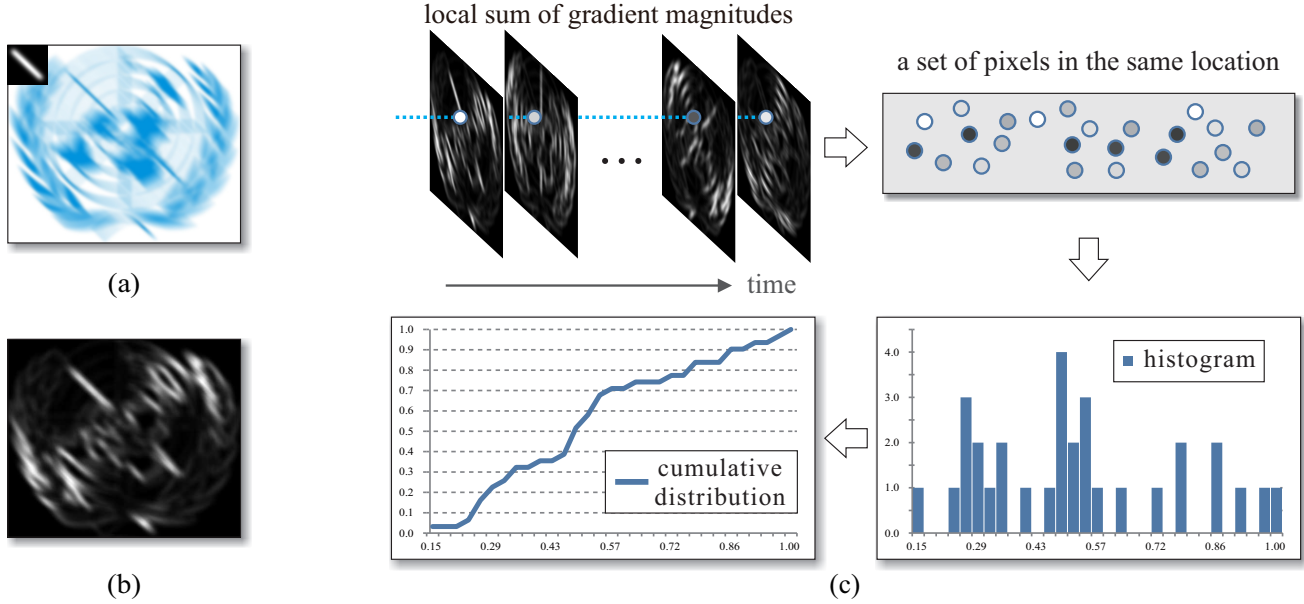 local sum of gradient magnitudes
a set of pixels in the same location
(a)
time
(b)
1.0
0.9
0.8
0.7
0.6
0.5
0.4
0.3
0.2
0.1
0.0
cumulative
distribution
0.15 0.29 0.43 0.57 0.72 0.86 1.00
4.0
3.0
2.0
1.0
0.0
histogram
0.15 0.29 0.43 0.57 0.72 0.86 1.00
(c)